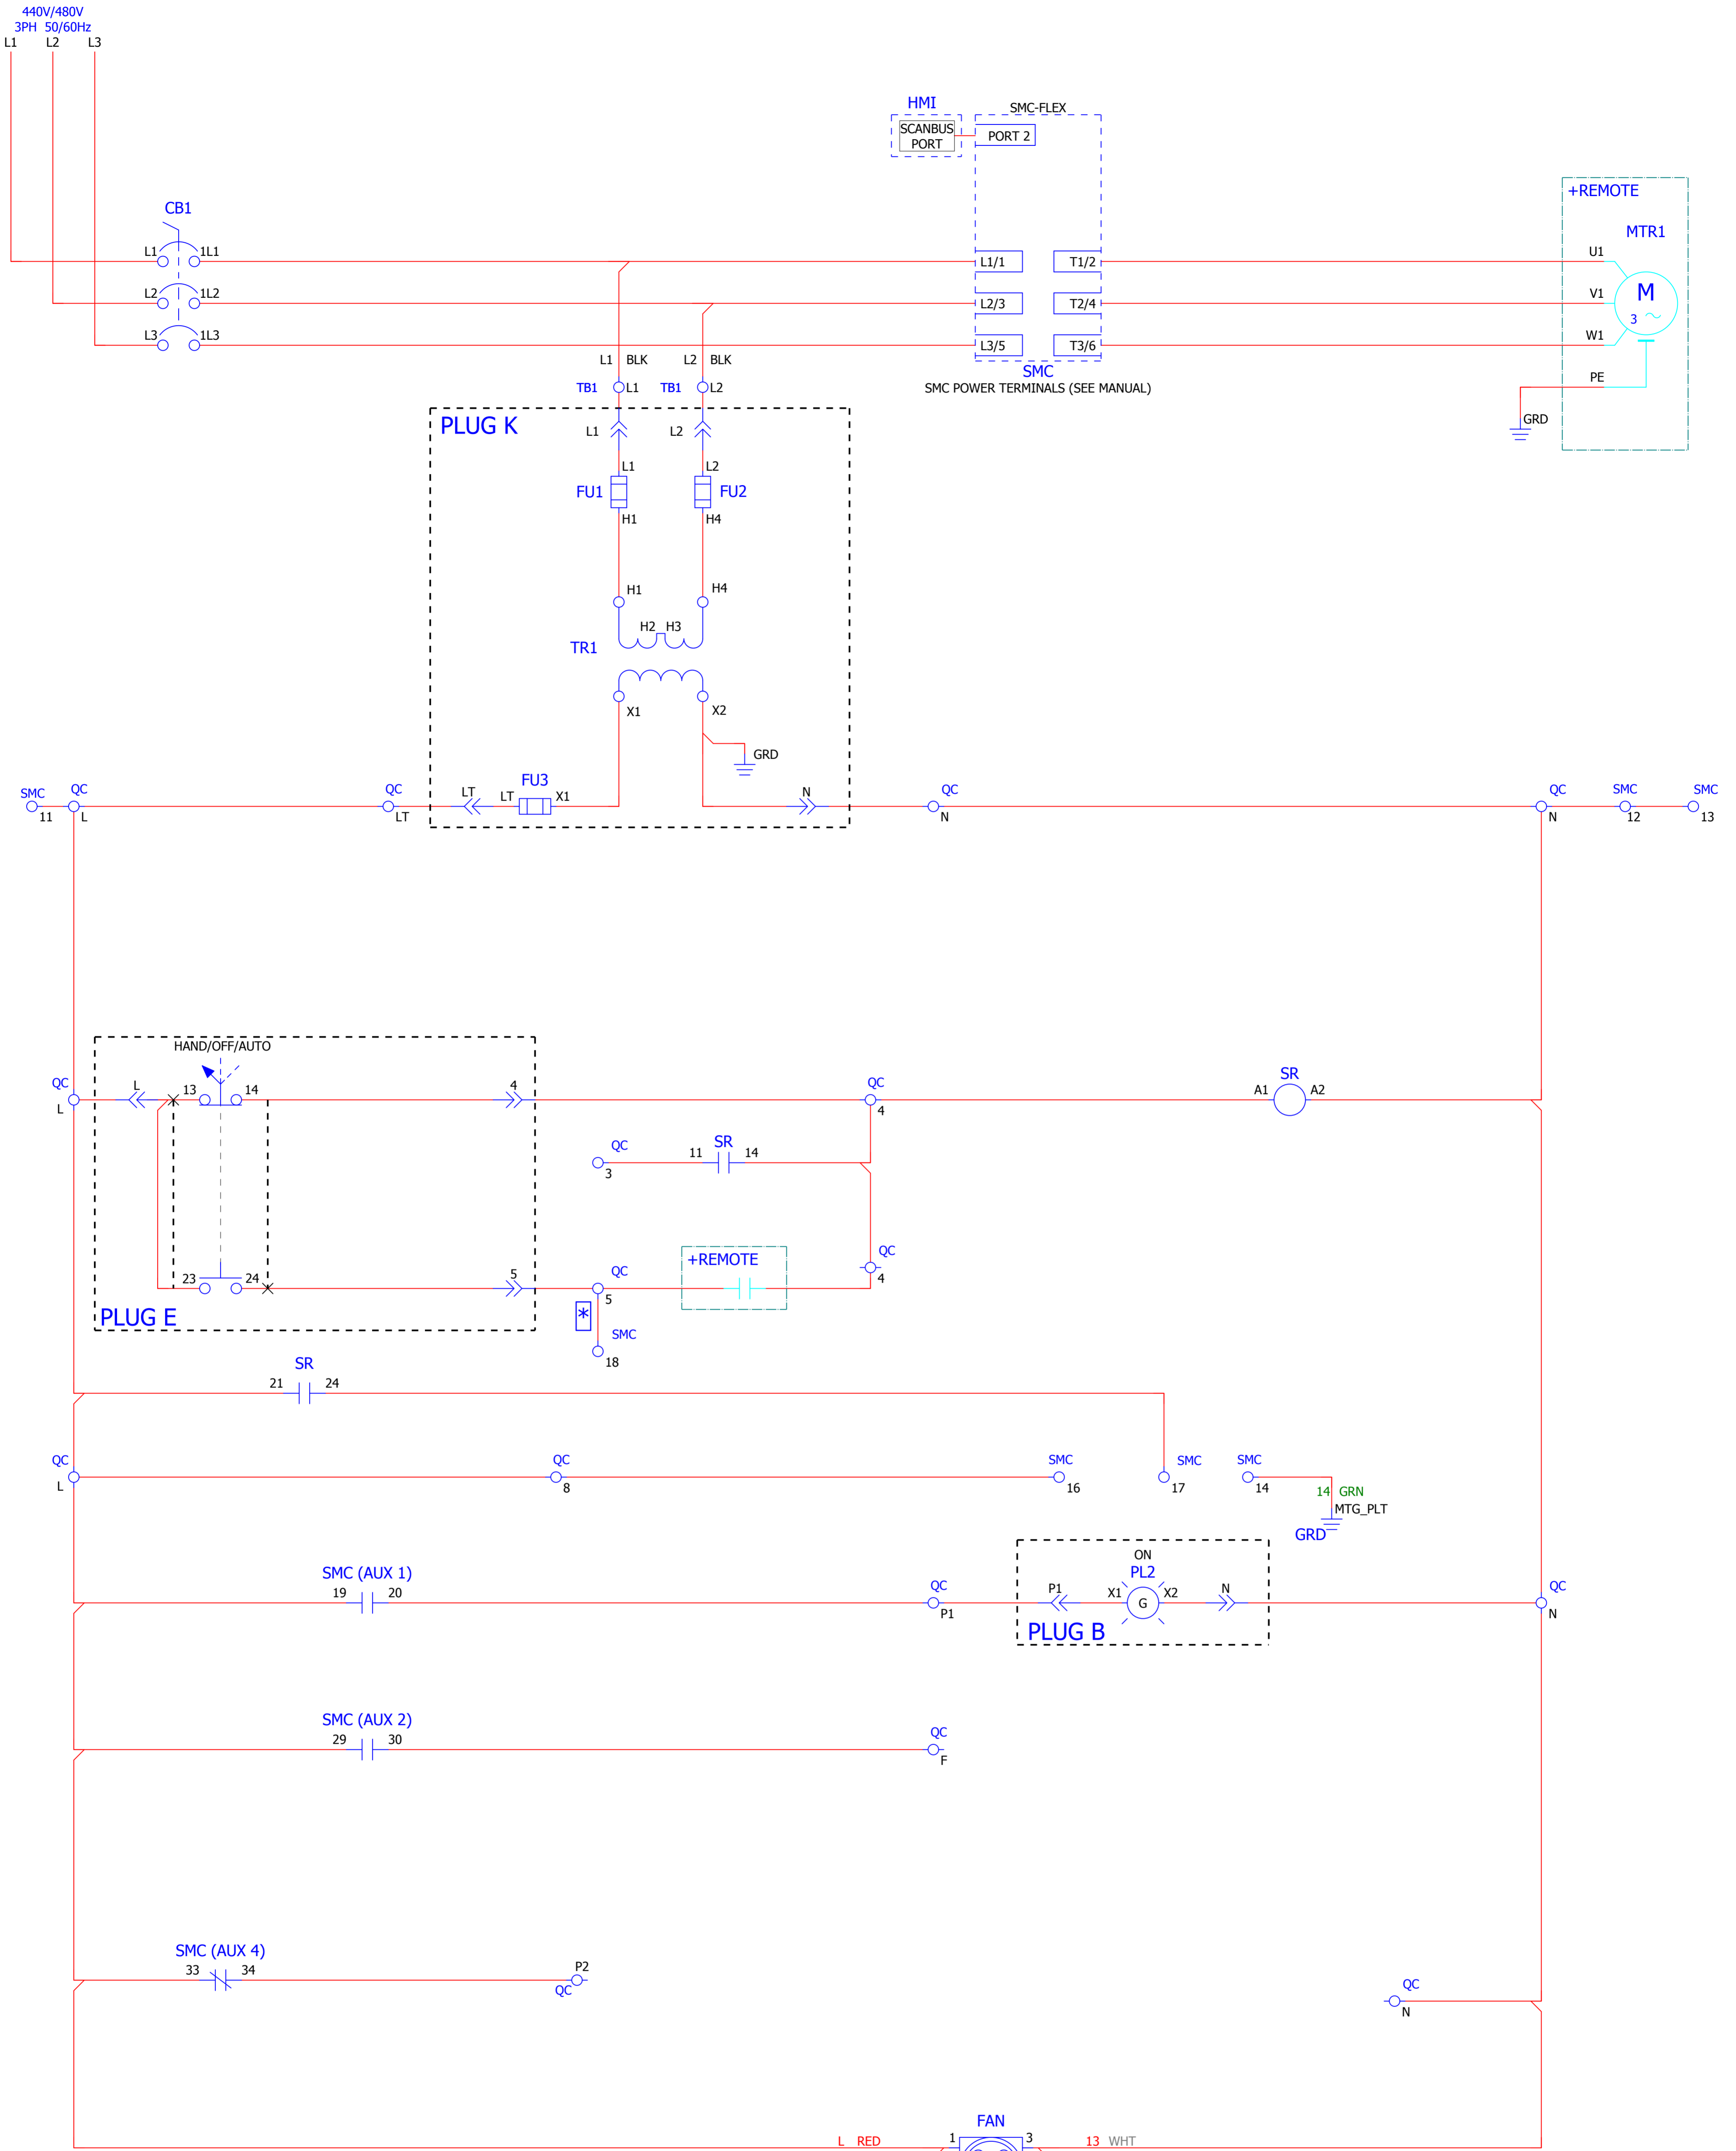 440V/480V
3PH 50/60Hz
L1 L2 L3
HMI
SMC-FLEX
SCANBUS
PORT
PORT 2
+REMOTE
CB1
MTR1
L1 1L1
L1/1 T1/2
U1
L2 1L2
L2/3 T2/4
V1
M
3
L3 1L3
L3/5 T3/6
W1
L1 BLK L2 BLK
SMC
SMC POWER TERMINALS (SEE MANUAL)
PE
TB1 L1 TB1 L2
GRD
PLUG K
L1 L2
L1 L2
FU1 FU2
H1 H4
H1 H4
H2 H3
TR1
X1 X2
GRD
FU3
SMC QC QC LT LT X1 N QC QC SMC SMC
11 L LT N N 12 13
HAND/OFF/AUTO
QC L 13 14 4 QC SR
L 4 A1 A2
QC SR
3 11 14
+REMOTE
QC
4
23 24 5 QC
5
PLUG E
*
SMC
18
SR
21 24
QC QC SMC SMC SMC
L 8 16 17 14
14 GRN
MTG_PLT
GRD
ON
SMC (AUX 1) PL2
19 20 QC P1 X1 G X2 N QC
P1 N
PLUG B
SMC (AUX 2)
29 30 QC
F
SMC (AUX 4)
33 34 P2
QC
QC
N
FAN
L RED 1 3 13 WHT